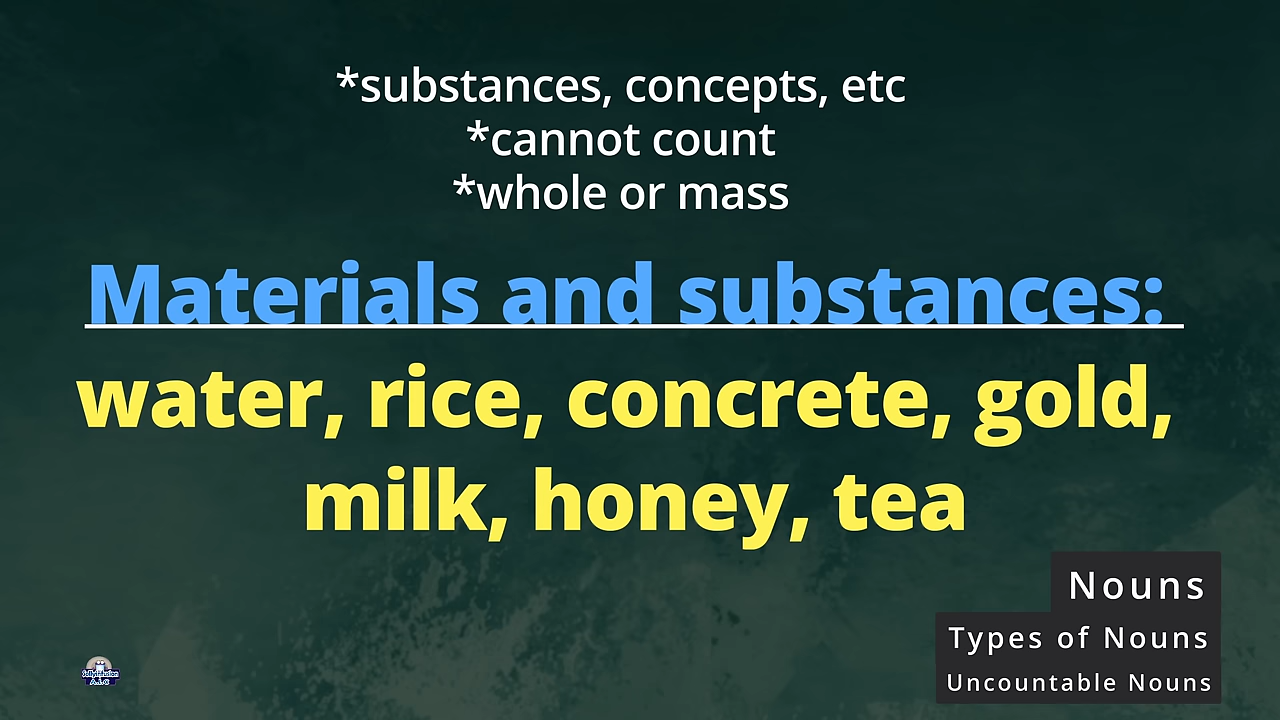 *substances, concepts, etc
*cannot count
*whole or mass
Materials and substances:
water, rice, concrete, gold,
milk, honey, tea
Nouns
Types of Nouns
Uncountable Nouns